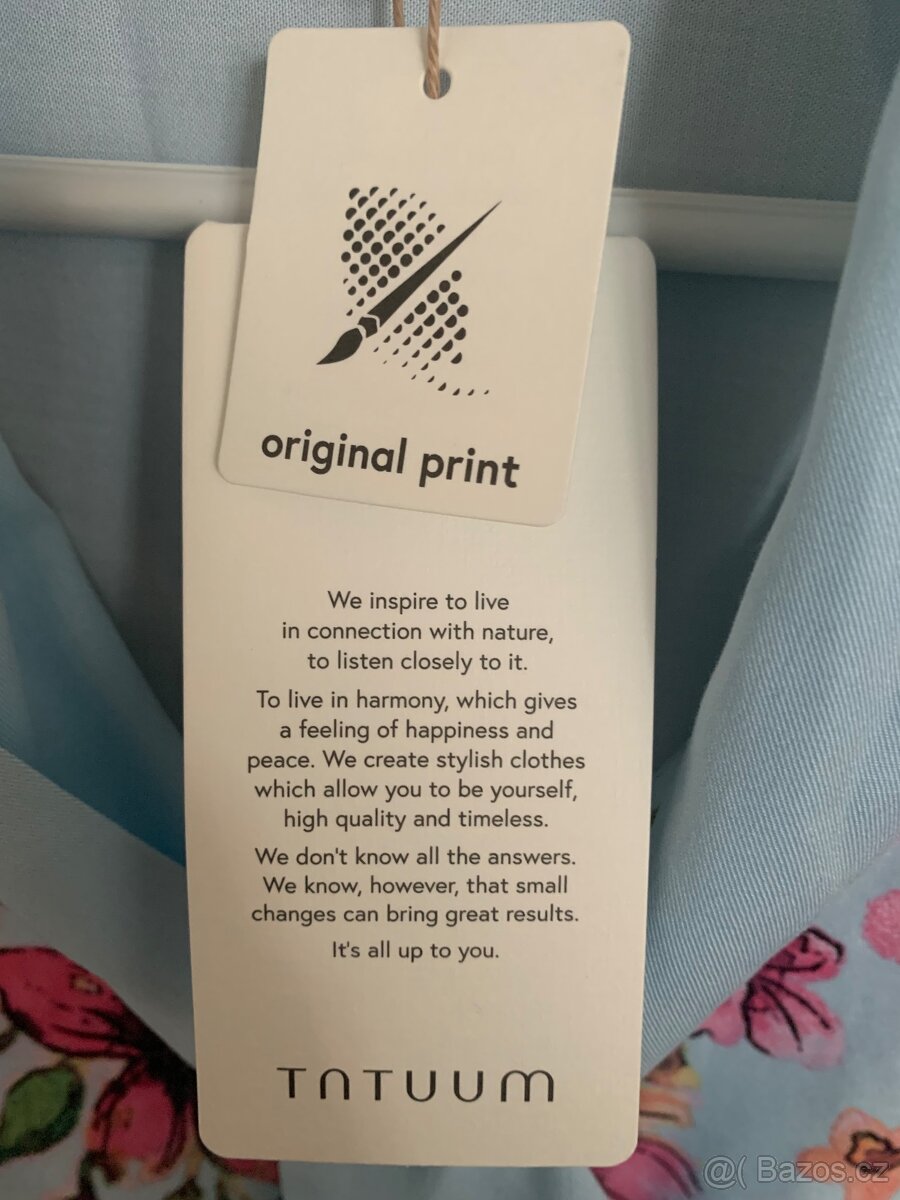 original print
We inspire to live
in connection with nature,
to listen closely to it.
To live in harmony, which gives
a feeling of happiness and
peace. We create stylish clothes
which allow you to be yourself,
high quality and timeless.
We don't know all the answers.
We know, however, that small
changes can bring great results.
It's all up to you.
TATUUM
@( Bazos.cz